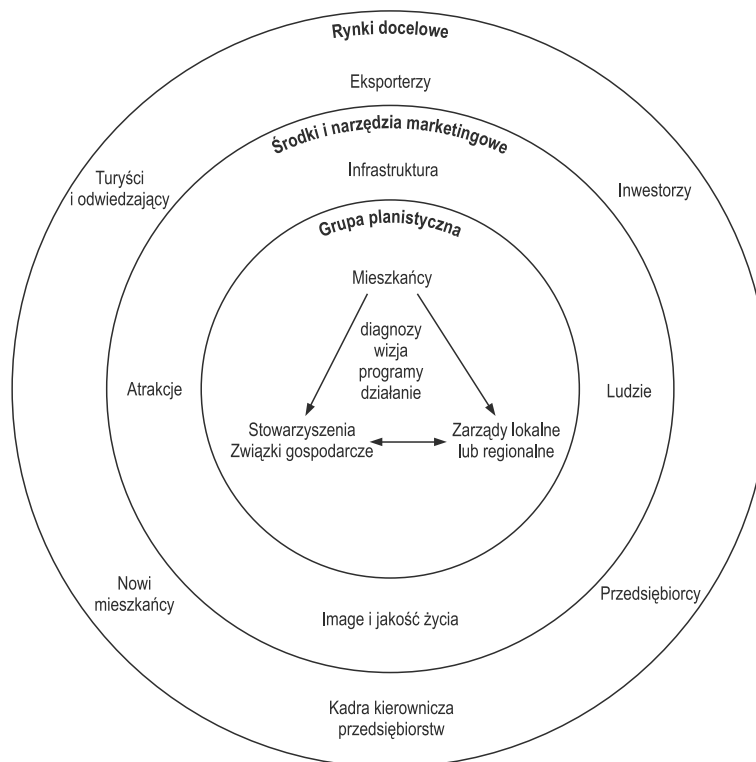 Rynki docelowe
Eksporterzy
Środki i narzędzia marketingowe
Infrastruktura
Turyści
i odwiedzający
Inwestorzy
Grupa planistyczna
Mieszkańcy
diagnozy
wizja
programy
działanie
Atrakcje
Ludzie
Stowarzyszenia
Związki gospodarcze
Zarządy lokalne
lub regionalne
Nowi
mieszkańcy
Przedsiębiorcy
Image i jakość życia
Kadra kierownicza
przedsiębiorstw